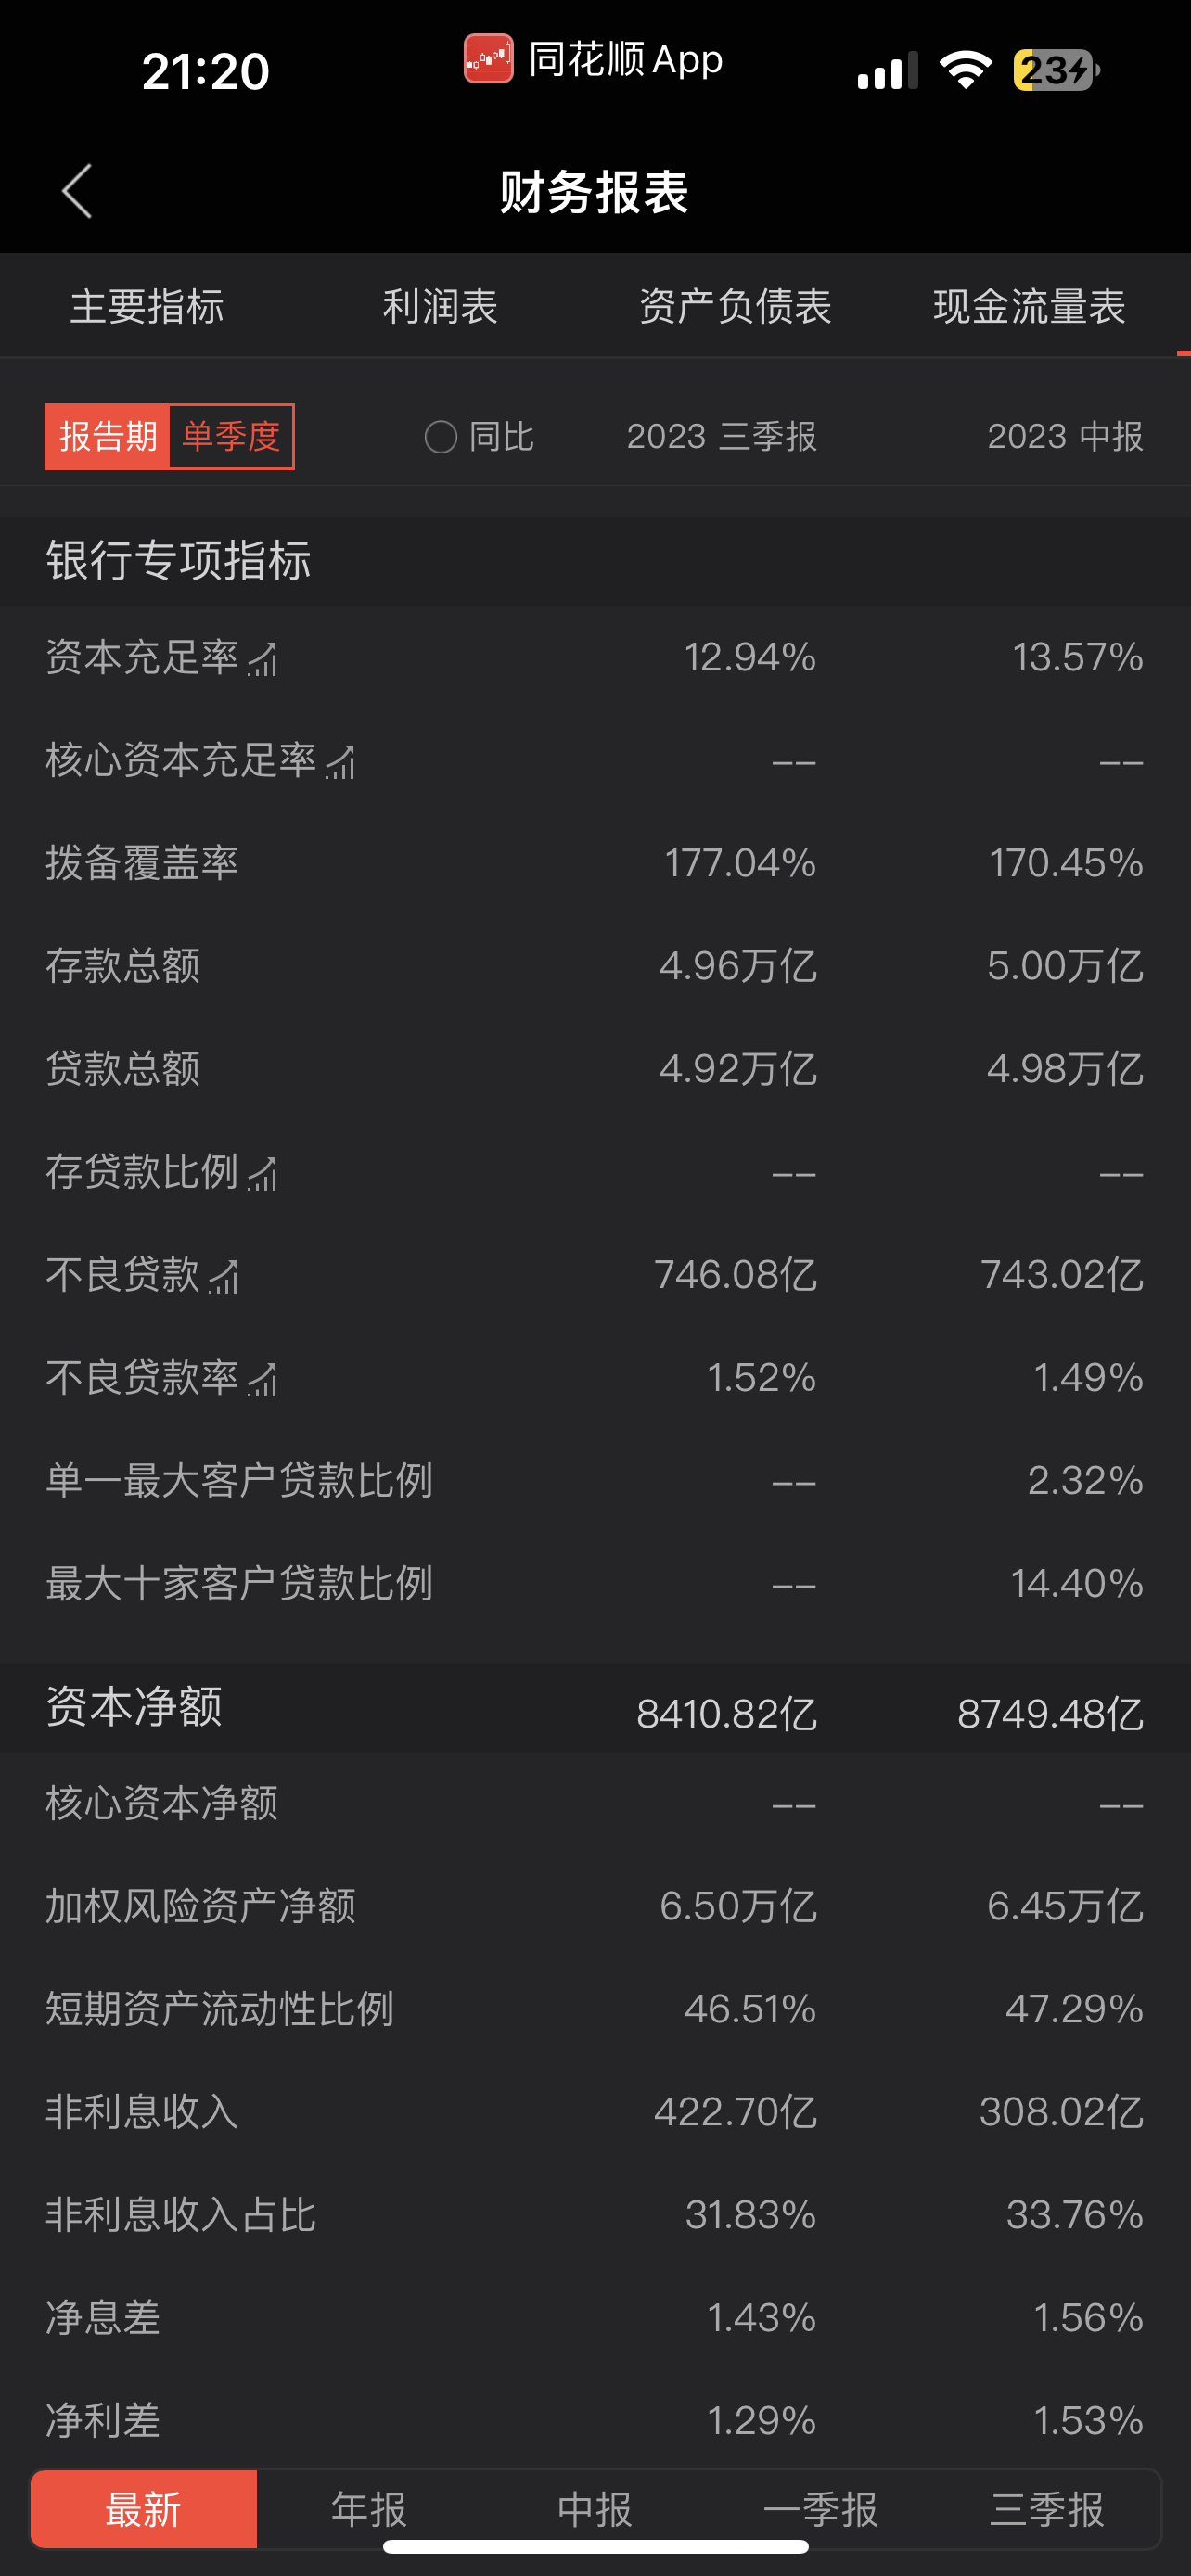 21:20 同花顺 App 23
财务报表
主要指标 利润表 资产负债表 现金流量表
报告期 单季度 同比 2023 三季报 2023 中报
银行专项指标
资本充足率 12.94% 13.57%
核心资本充足率 -- --
拨备覆盖率 177.04% 170.45%
存款总额 4.96万亿 5.00万亿
贷款总额 4.92万亿 4.98万亿
存贷款比例 -- --
不良贷款 746.08亿 743.02亿
不良贷款率 1.52% 1.49%
单一最大客户贷款比例 -- 2.32%
最大十家客户贷款比例 -- 14.40%
资本净额 8410.82亿 8749.48亿
核心资本净额 -- --
加权风险资产净额 6.50万亿 6.45万亿
短期资产流动性比例 46.51% 47.29%
非利息收入 422.70亿 308.02亿
非利息收入占比 31.83% 33.76%
净息差 1.43% 1.56%
净利差 1.29% 1.53%
最新 年报 中报 一季报 三季报